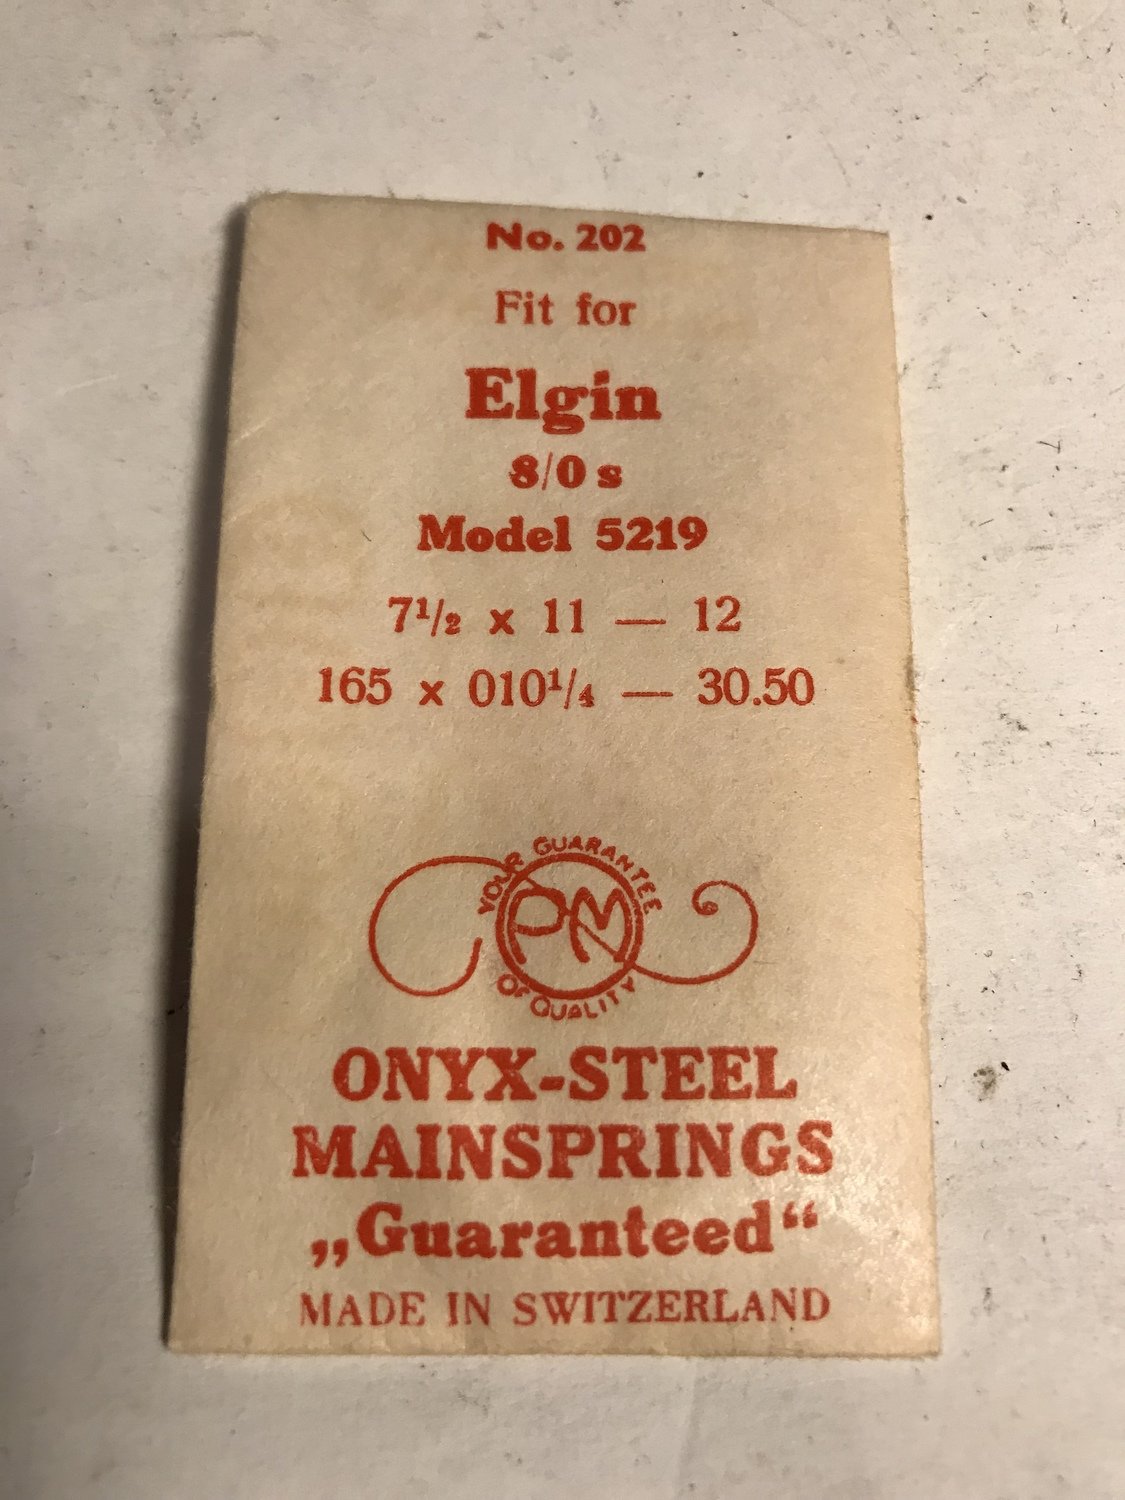 No. 202
Fit for
Elgin
8/0 s
Model 5219
7¹/₂ x 11 — 12
165 x 010¹/₄ — 30.50
YOUR GUARANTEE
PM
OF QUALITY
ONYX-STEEL
MAINSPRINGS
„Guaranteed“
MADE IN SWITZERLAND